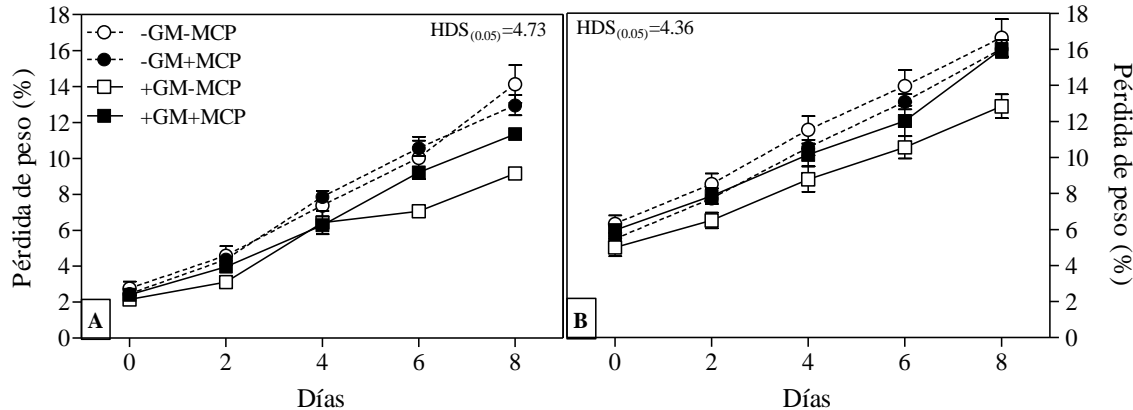 Pérdida de peso (%)
18
16
14
12
10
8
6
4
2
0
-GM-MCP
-GM+MCP
+GM-MCP
+GM+MCP
HDS(0.05)=4.73
A
0 2 4 6 8
Días
HDS(0.05)=4.36
B
0 2 4 6 8
Días
18
16
14
12
10
8
6
4
2
0
Pérdida de peso (%)